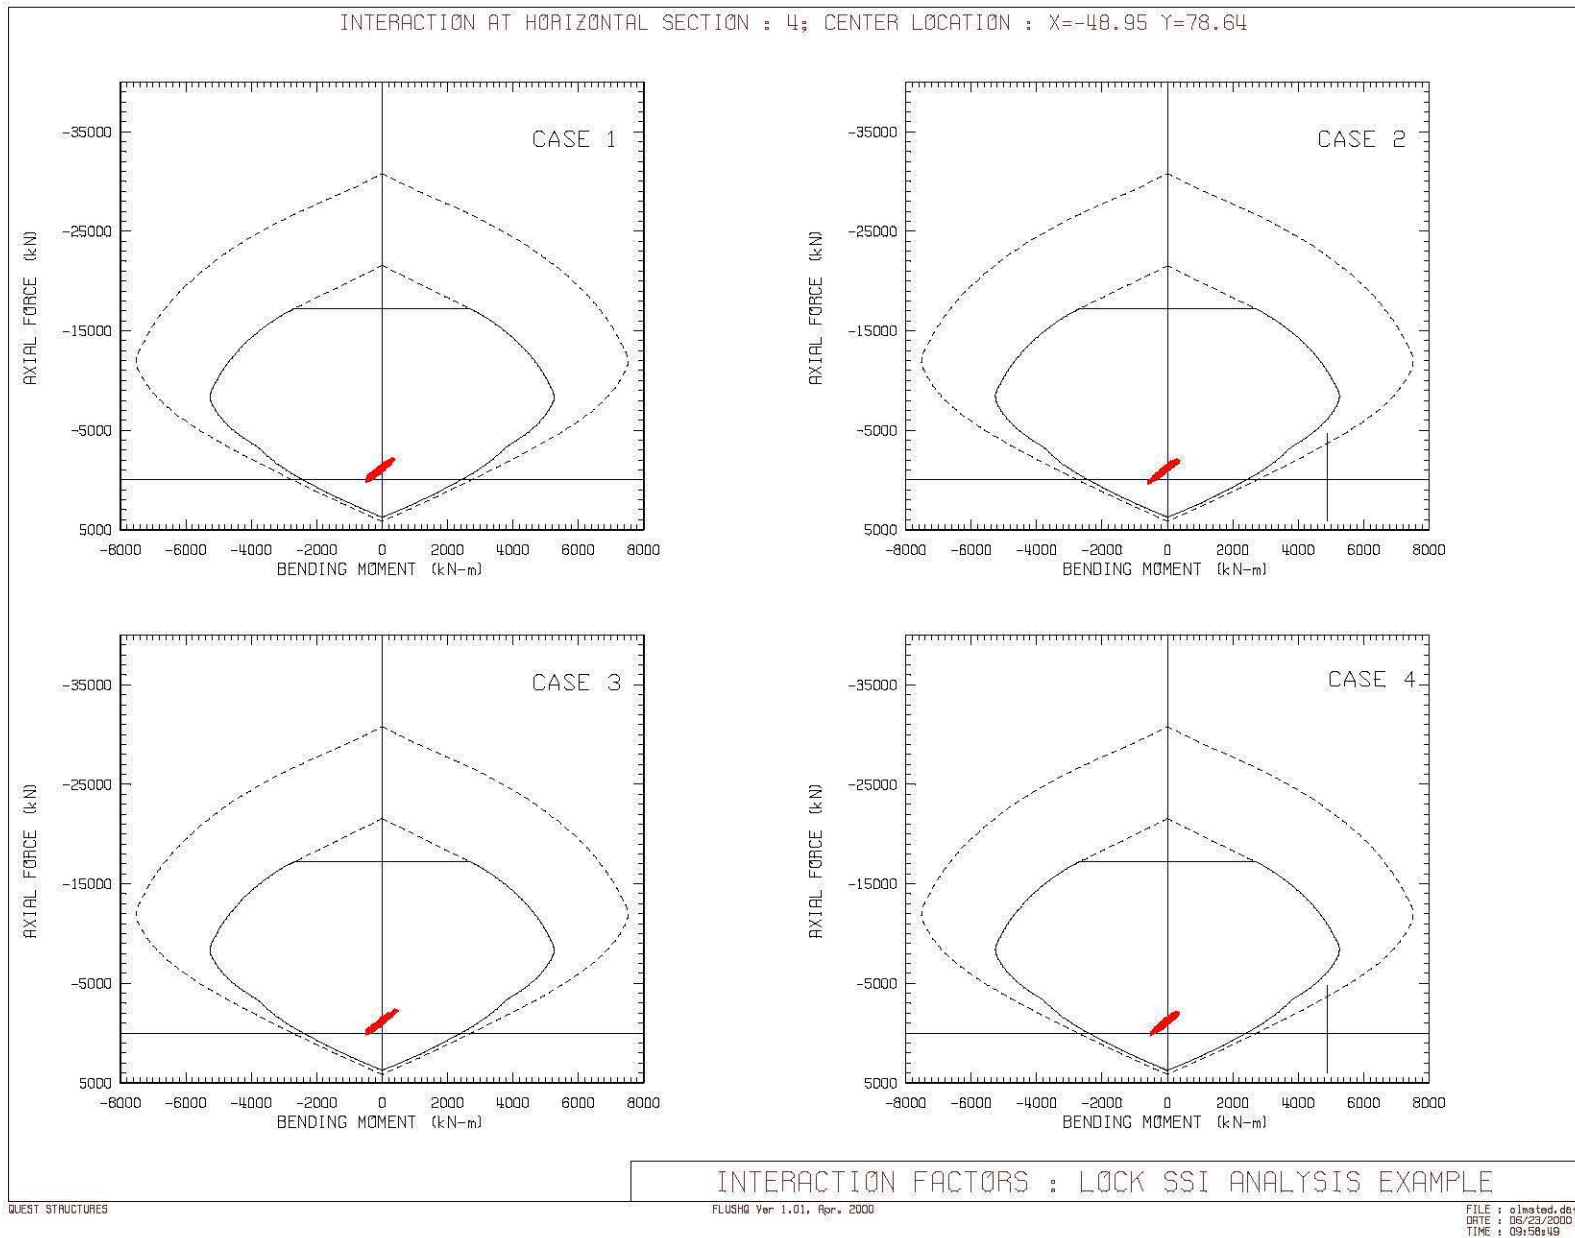 INTERACTION AT HORIZONTAL SECTION : 4; CENTER LOCATION : X=-48.95 Y=78.64
CASE 1
-35000
-25000
-15000
-5000
5000
AXIAL FORCE (kN)
-8000 -6000 -4000 -2000 0 2000 4000 6000 8000
BENDING MOMENT (kN-m)
CASE 2
-35000
-25000
-15000
-5000
5000
AXIAL FORCE (kN)
-8000 -6000 -4000 -2000 0 2000 4000 6000 8000
BENDING MOMENT (kN-m)
CASE 3
-35000
-25000
-15000
-5000
5000
AXIAL FORCE (kN)
-8000 -6000 -4000 -2000 0 2000 4000 6000 8000
BENDING MOMENT (kN-m)
CASE 4
-35000
-25000
-15000
-5000
5000
AXIAL FORCE (kN)
-8000 -6000 -4000 -2000 0 2000 4000 6000 8000
BENDING MOMENT (kN-m)
INTERACTION FACTORS : LOCK SSI ANALYSIS EXAMPLE
QUEST STRUCTURES
FLUSHQ Ver 1.01, Apr. 2000
FILE : olmsted.dat
DATE : 06/23/2000
TIME : 09:58:49